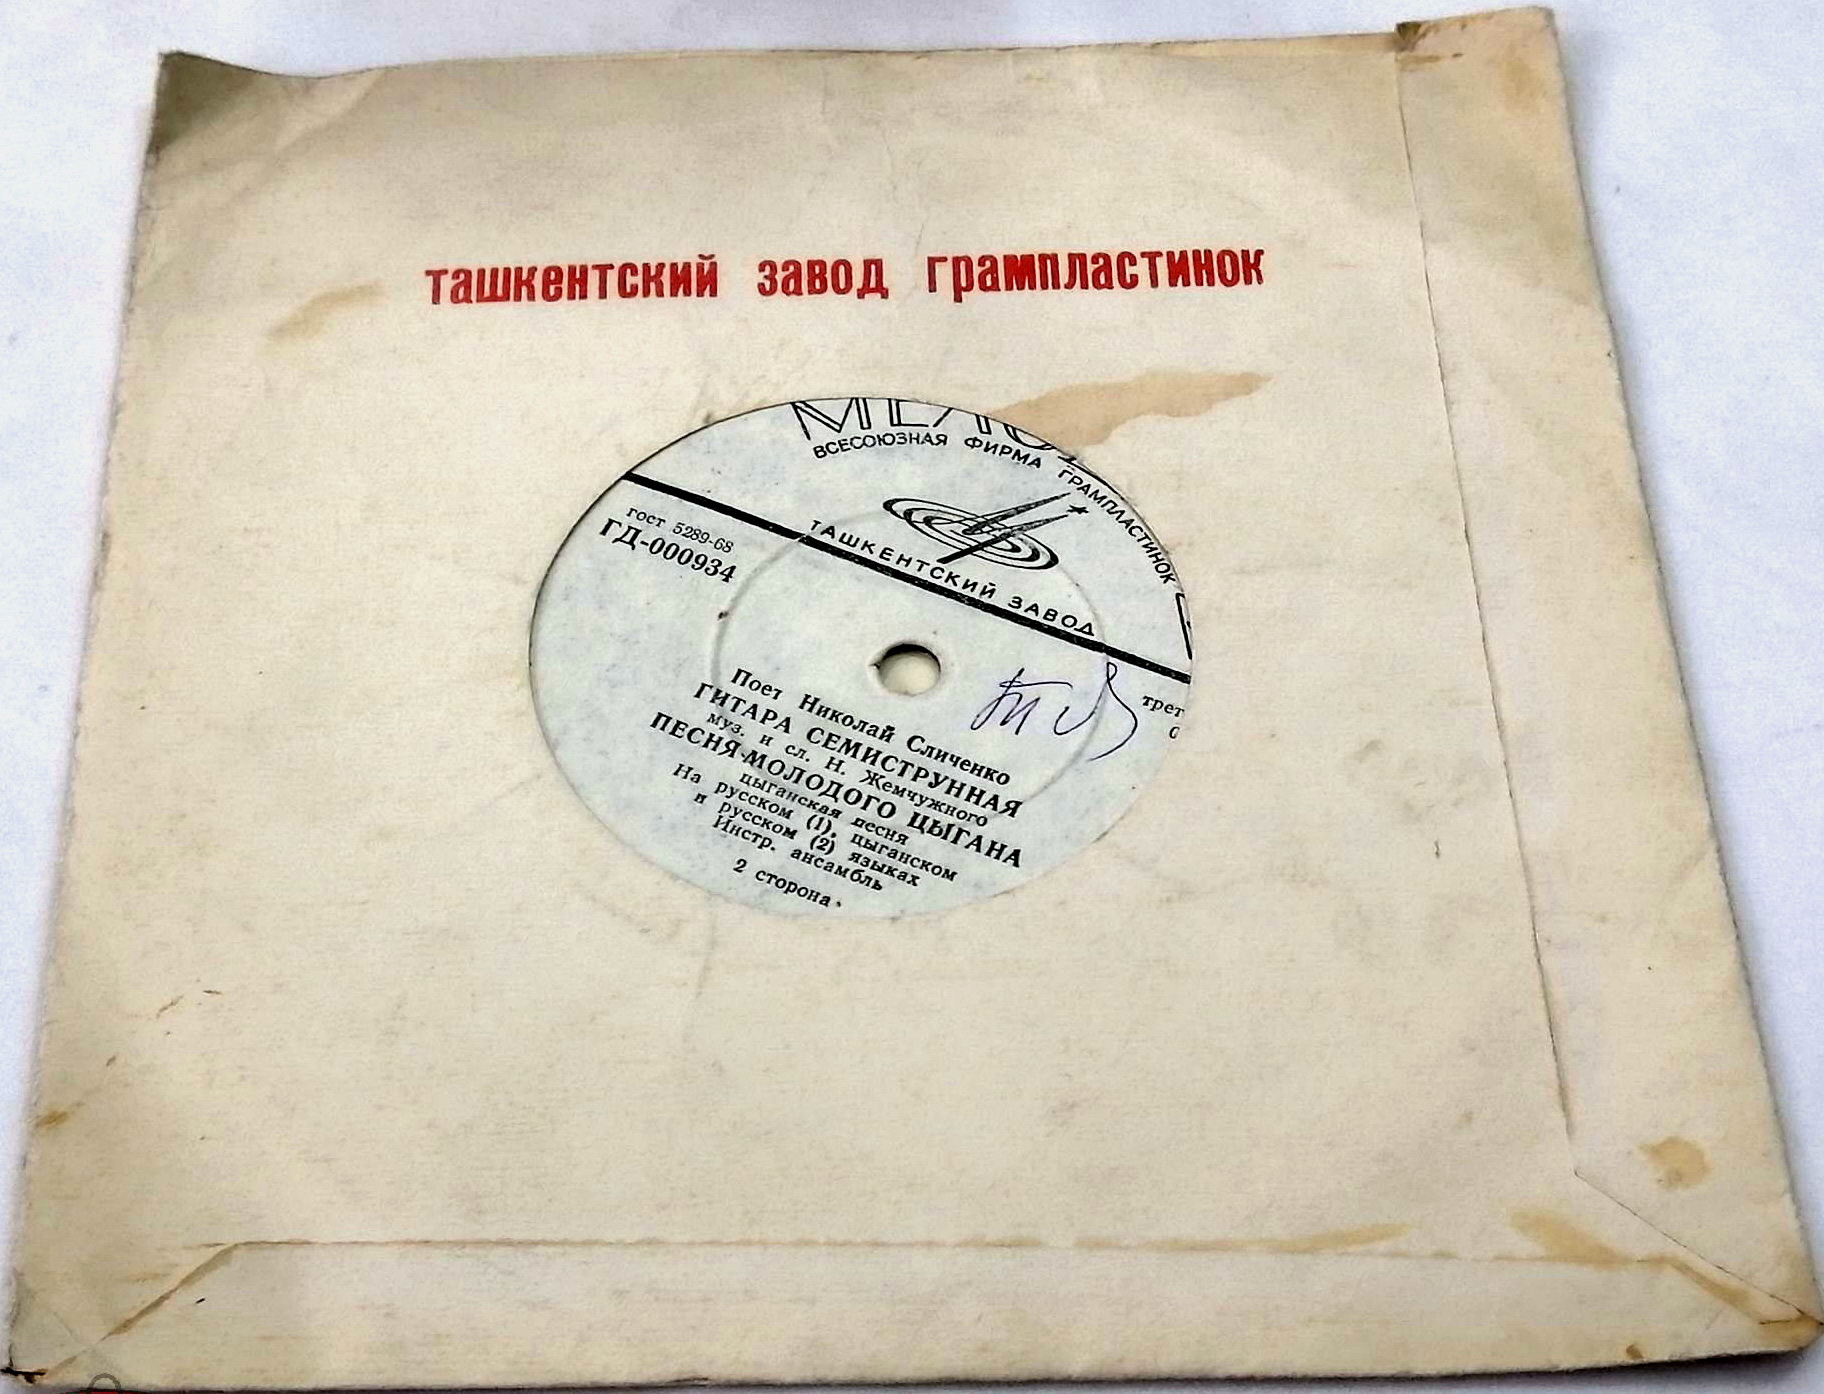 ташкентский завод грампластинок
ВСЕСОЮЗНАЯ ФИРМА ГРАМПЛАСТИНОК
ТАШКЕНТСКИЙ ЗАВОД
гост 5289-68
ГД-000934
Поет Николай Сличенко
ГИТАРА СЕМИСТРУННАЯ
муз. и сл. Н. Жемчужного
ПЕСНЯ МОЛОДОГО ЦЫГАНА
цыганская песня
На русском (1), цыганском
и русском (2) языках
Инстр. ансамбль
2 сторона